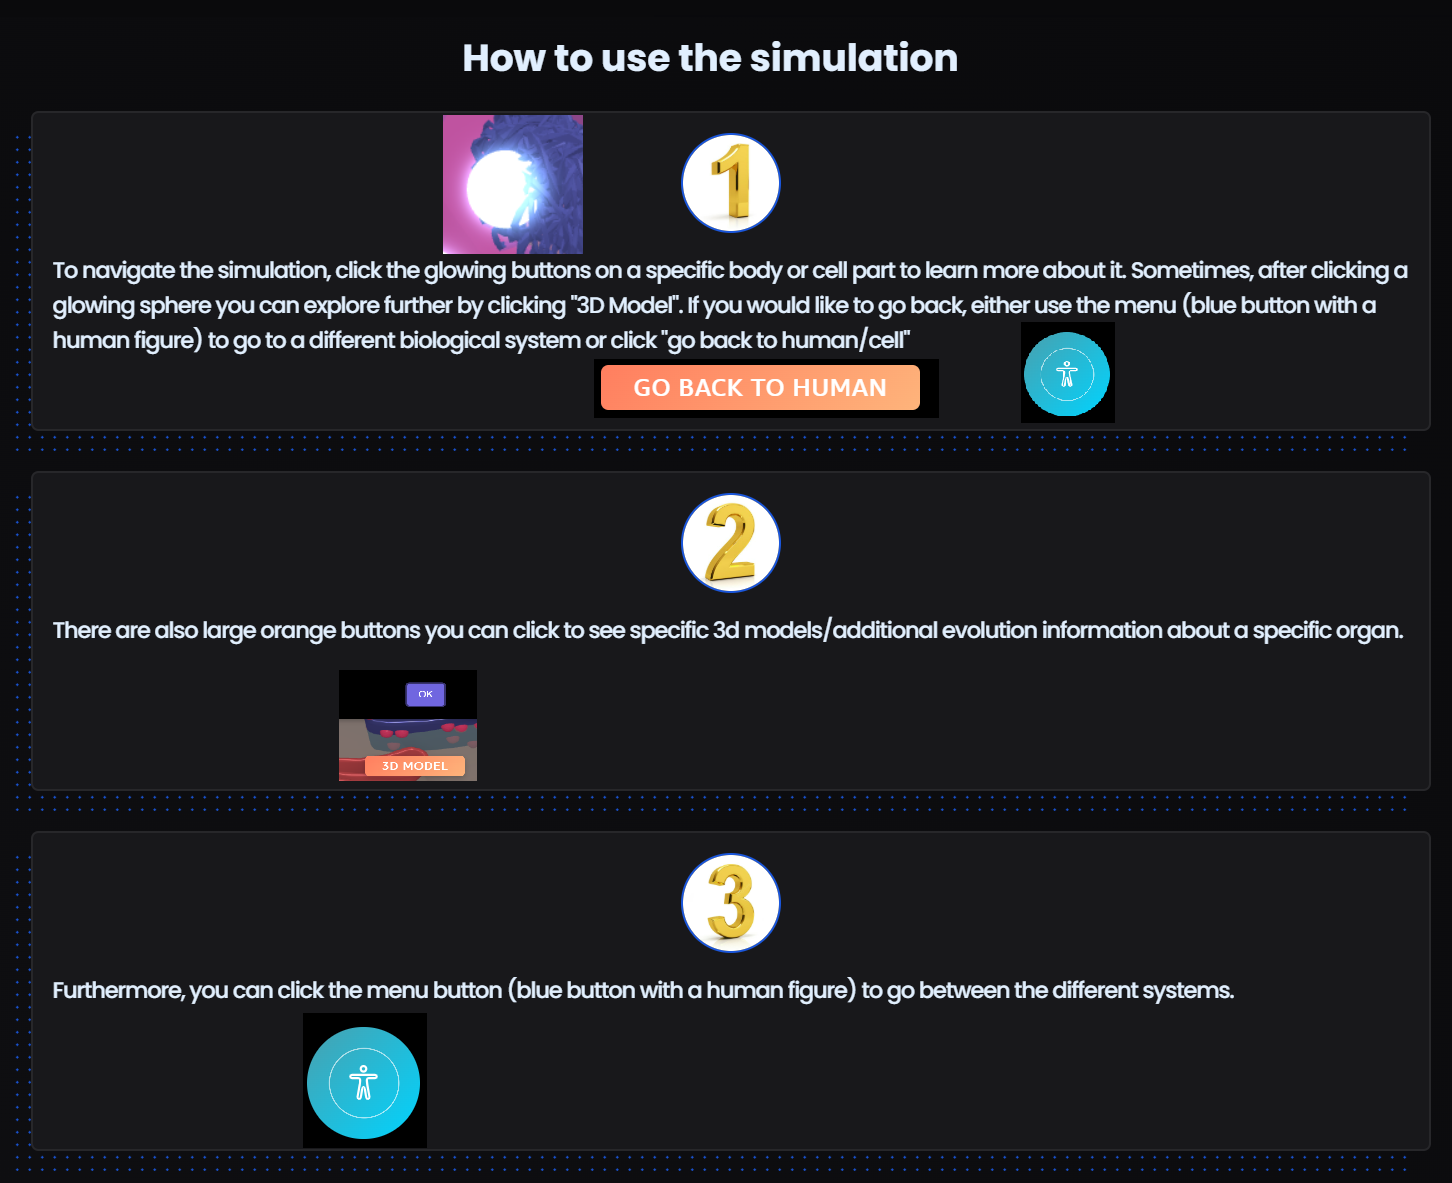 How to use the simulation
1
To navigate the simulation, click the glowing buttons on a specific body or cell part to learn more about it. Sometimes, after clicking a
glowing sphere you can explore further by clicking "3D Model". If you would like to go back, either use the menu (blue button with a
human figure) to go to a different biological system or click "go back to human/cell"
GO BACK TO HUMAN
2
There are also large orange buttons you can click to see specific 3d models/additional evolution information about a specific organ.
OK
3D MODEL
3
Furthermore, you can click the menu button (blue button with a human figure) to go between the different systems.